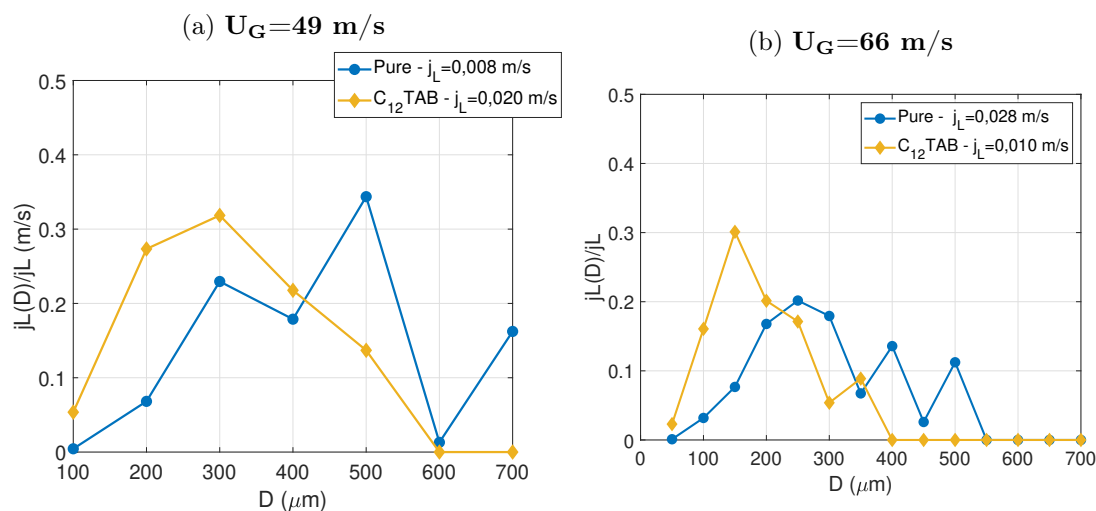 (a) U_G=49 m/s
Pure - j_L=0,008 m/s
C_12TAB - j_L=0,020 m/s
0.5
0.4
0.3
0.2
0.1
0
jL(D)/jL (m/s)
100 200 300 400 500 600 700
D (μm)
(b) U_G=66 m/s
Pure - j_L=0,028 m/s
C_12TAB - j_L=0,010 m/s
0.5
0.4
0.3
0.2
0.1
0
jL(D)/jL
0 100 200 300 400 500 600 700
D (μm)